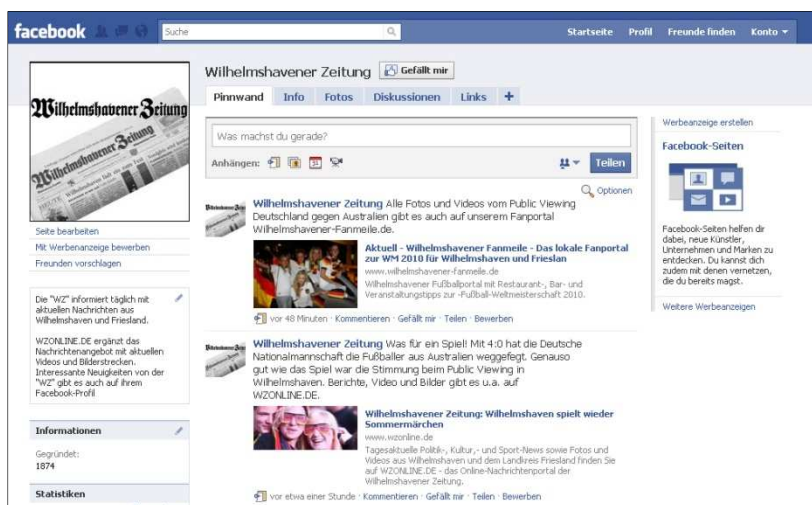 facebook
Suche
Startseite Profil Freunde finden Konto
Wilhelmshavener Zeitung
Wilhelmshavener Zeitung
Seite bearbeiten
Mit Werbenanzeige bewerben
Freunden vorschlagen
Die "WZ" informiert täglich mit
aktuellen Nachrichten aus
Wilhelmshaven und Friesland.
WZONLINE.DE ergänzt das
Nachrichtenangebot mit aktuellen
Videos und Bilderstrecken.
Interessante Neuigkeiten von der
"WZ" gibt es auch auf ihrem
Facebook-Profil
Informationen
Gegründet:
1874
Statistiken
Wilhelmshavener Zeitung Gefällt mir
Pinnwand Info Fotos Diskussionen Links +
Was machst du gerade?
Anhängen: 31 Teilen
Optionen
Wilhelmshavener Zeitung Alle Fotos und Videos vom Public Viewing
Deutschland gegen Australien gibt es auch auf unserem Fanportal
Wilhelmshavener-Fanmeile.de.
Aktuell - Wilhelmshavener Fanmeile - Das lokale Fanportal
zur WM 2010 für Wilhelmshaven und Frieslan
www.wilhelmshavener-fanmeile.de
Wilhelmshavener Fußballportal mit Restaurant-, Bar- und
Veranstaltungstipps zur -Fußball-Weltmeisterschaft 2010.
vor 48 Minuten · Kommentieren · Gefällt mir · Teilen · Bewerben
Wilhelmshavener Zeitung Was für ein Spiel! Mit 4:0 hat die Deutsche
Nationalmannschaft die Fußballer aus Australien weggefegt. Genauso
gut wie das Spiel war die Stimmung beim Public Viewing in
Wilhelmshaven. Berichte, Video und Bilder gibt es u.a. auf
WZONLINE.DE.
Wilhelmshavener Zeitung: Wilhelmshaven spielt wieder
Sommermärchen
www.wzonline.de
Tagesaktuelle Politik-, Kultur,- und Sport-News sowie Fotos und
Videos aus Wilhelmshaven und dem Landkreis Friesland finden Sie
auf WZONLINE.DE - das Online-Nachrichtenportal der
Wilhelmshavener Zeitung.
vor etwa einer Stunde · Kommentieren · Gefällt mir · Teilen · Bewerben
Werbeanzeige erstellen
Facebook-Seiten
Facebook-Seiten helfen dir
dabei, neue Künstler,
Unternehmen und Marken zu
entdecken. Du kannst dich
zudem mit denen vernetzen,
die du bereits magst.
Weitere Werbeanzeigen